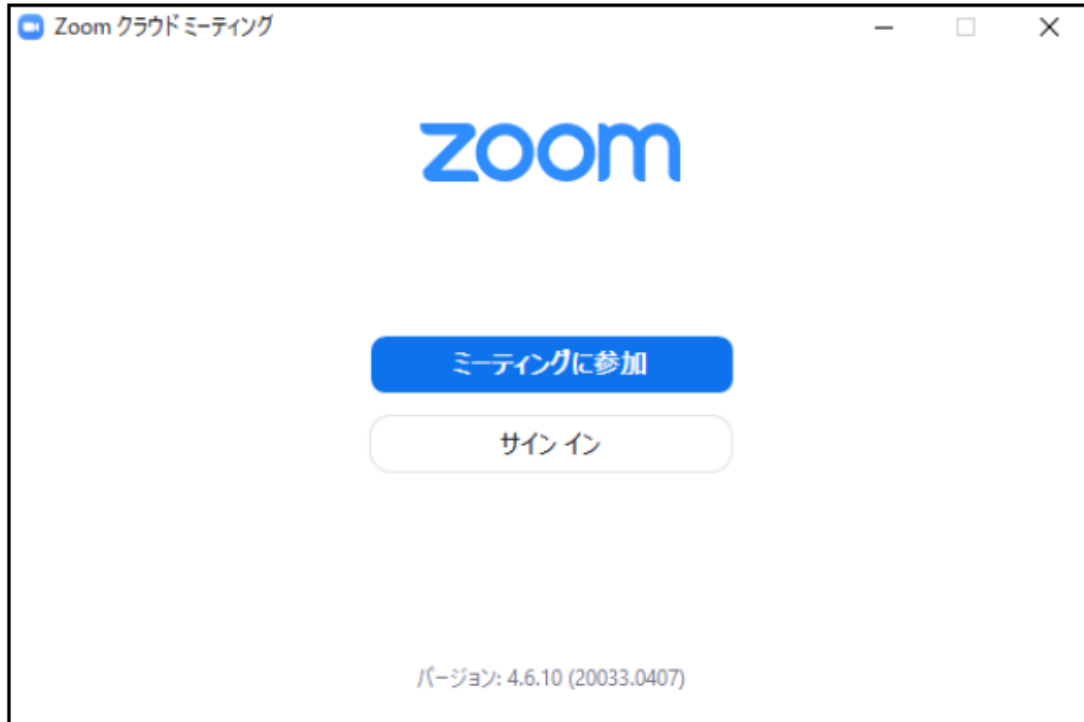 Zoom クラウド ミーティング
zoom
ミーティングに参加
サイン イン
バージョン: 4.6.10 (20033.0407)